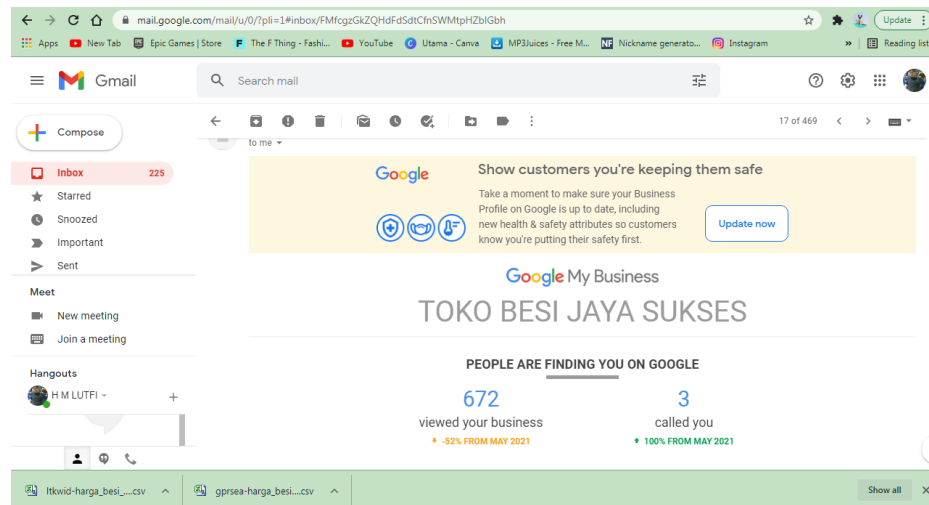 mail.google.com/mail/u/0/?pli=1#inbox/FMfcgzGkZQHdFdSdtCfnSWMtpHZblGbh
Update
Apps
New Tab
Epic Games | Store
F The F Thing - Fashi...
YouTube
Utama - Canva
MP3Juices - Free M...
NF Nickname generato...
Instagram
»
Reading list
Gmail
Search mail
Compose
17 of 469
to me
Inbox 225
Starred
Snoozed
Important
Sent
Meet
New meeting
Join a meeting
Hangouts
H M LUTFI
Google
Show customers you're keeping them safe
Take a moment to make sure your Business
Profile on Google is up to date, including
new health & safety attributes so customers
know you're putting their safety first.
Update now
Google My Business
TOKO BESI JAYA SUKSES
PEOPLE ARE FINDING YOU ON GOOGLE
672
viewed your business
-52% FROM MAY 2021
3
called you
100% FROM MAY 2021
ltkwid-harga_besi_....csv
gprsea-harga_besi....csv
Show all